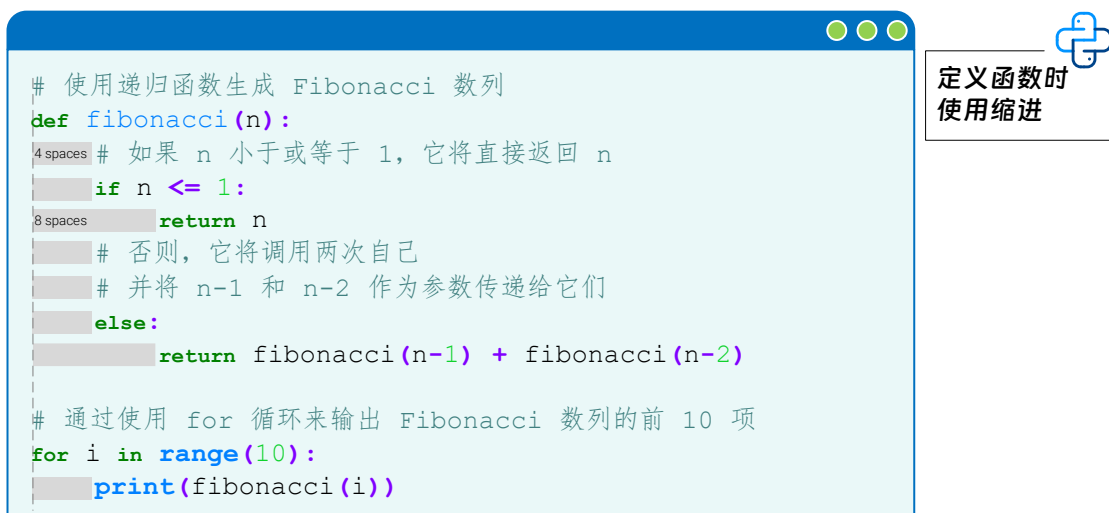 # 使用递归函数生成 Fibonacci 数列
def fibonacci(n):
4 spaces # 如果 n 小于或等于 1, 它将直接返回 n
if n <= 1:
8 spaces return n
# 否则, 它将调用两次自己
# 并将 n-1 和 n-2 作为参数传递给它们
else:
return fibonacci(n-1) + fibonacci(n-2)
# 通过使用 for 循环来输出 Fibonacci 数列的前 10 项
for i in range(10):
print(fibonacci(i))
定义函数时
使用缩进